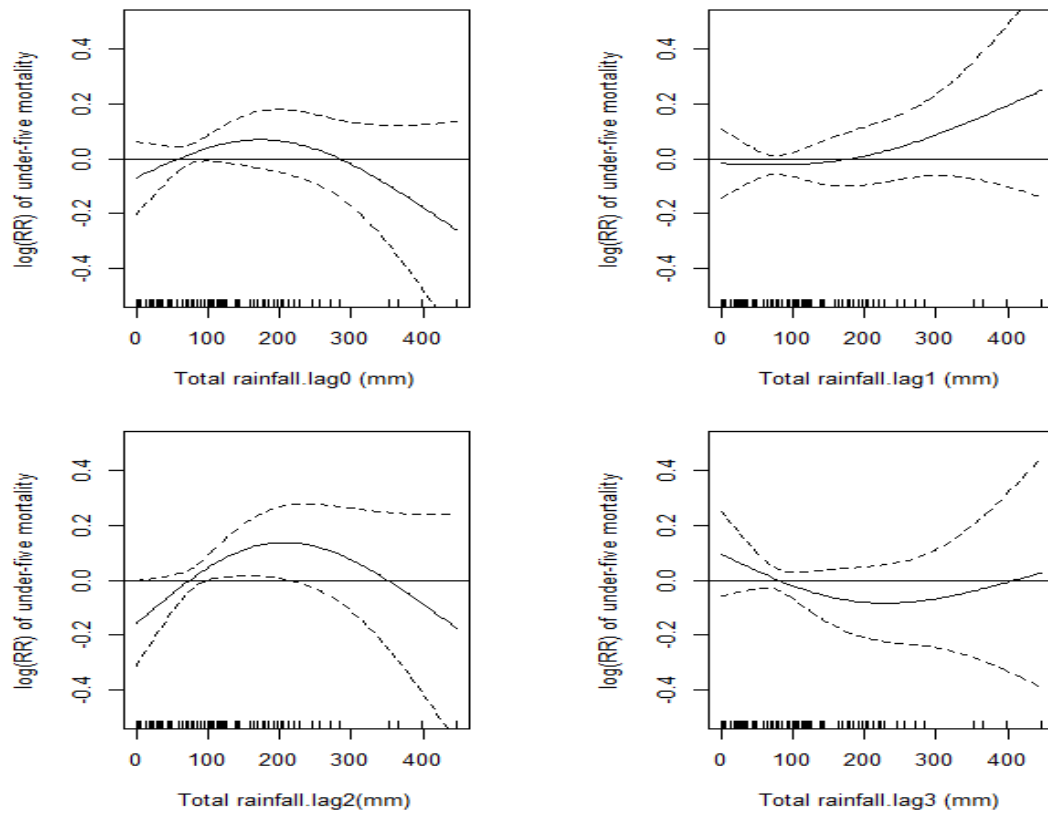 log(RR) of under-five mortality
0.4
0.2
0.0
-0.2
-0.4
0 100 200 300 400
Total rainfall.lag0 (mm)
log(RR) of under-five mortality
0.4
0.2
0.0
-0.2
-0.4
0 100 200 300 400
Total rainfall.lag1 (mm)
log(RR) of under-five mortality
0.4
0.2
0.0
-0.2
-0.4
0 100 200 300 400
Total rainfall.lag2(mm)
log(RR) of under-five mortality
0.4
0.2
0.0
-0.2
-0.4
0 100 200 300 400
Total rainfall.lag3 (mm)